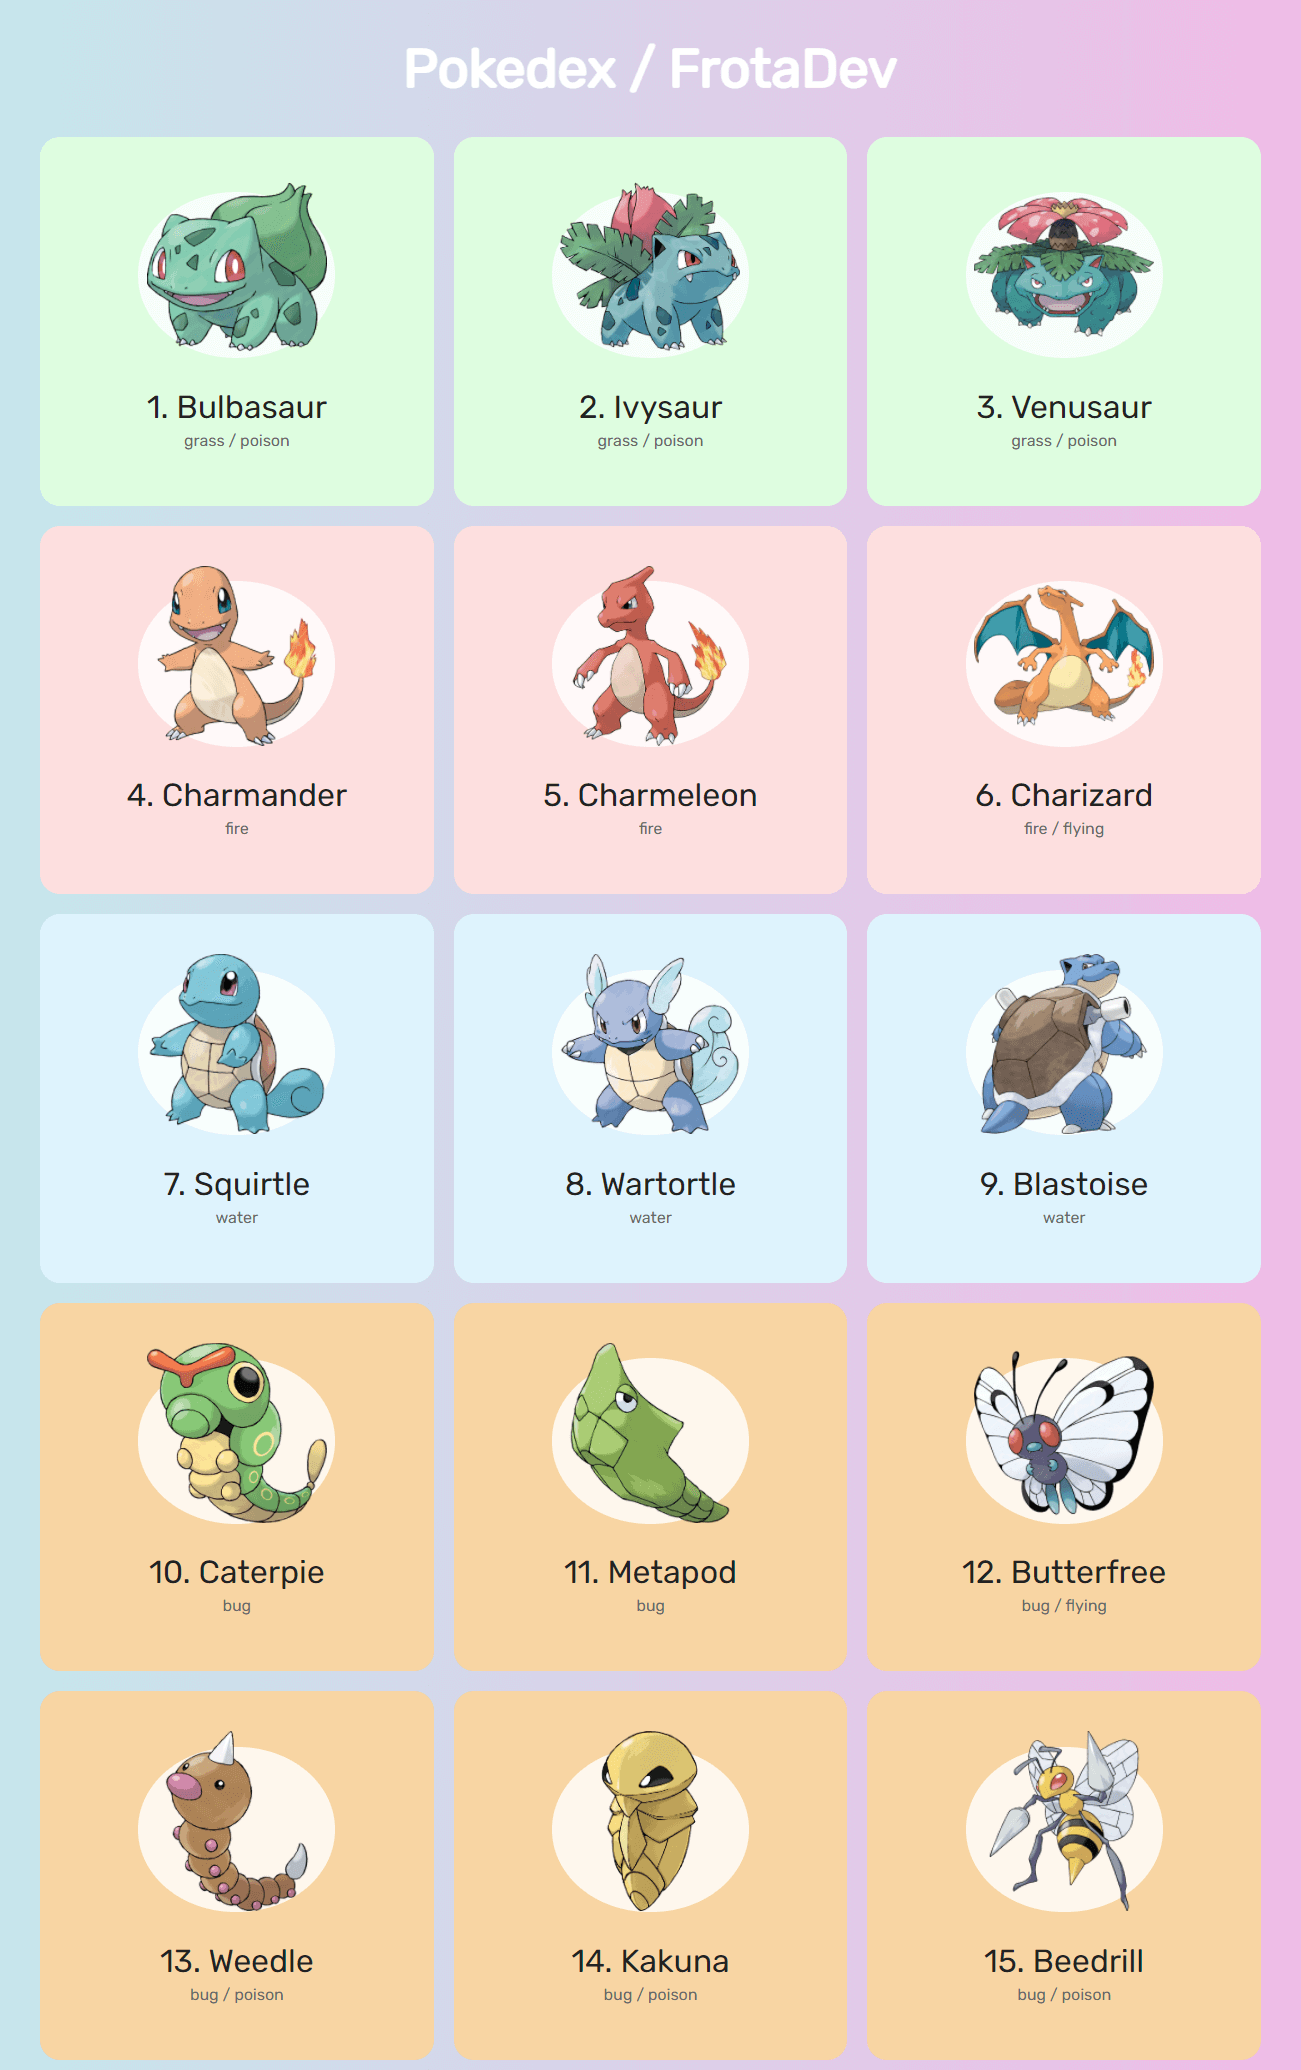 Pokedex / FrotaDev
1. Bulbasaur
grass / poison
2. Ivysaur
grass / poison
3. Venusaur
grass / poison
4. Charmander
fire
5. Charmeleon
fire
6. Charizard
fire / flying
7. Squirtle
water
8. Wartortle
water
9. Blastoise
water
10. Caterpie
bug
11. Metapod
bug
12. Butterfree
bug / flying
13. Weedle
bug / poison
14. Kakuna
bug / poison
15. Beedrill
bug / poison